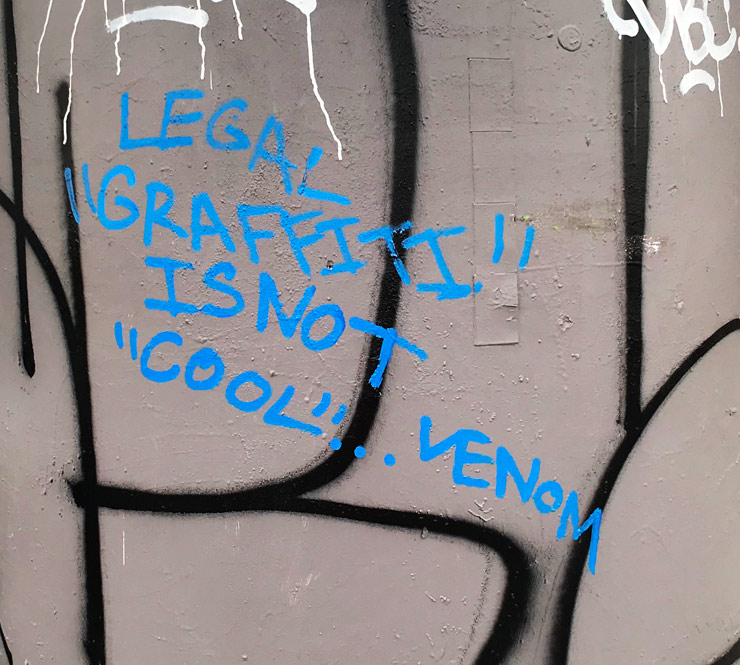 LEGAL
"GRAFFITI"
IS NOT
"COOL"... VENOM